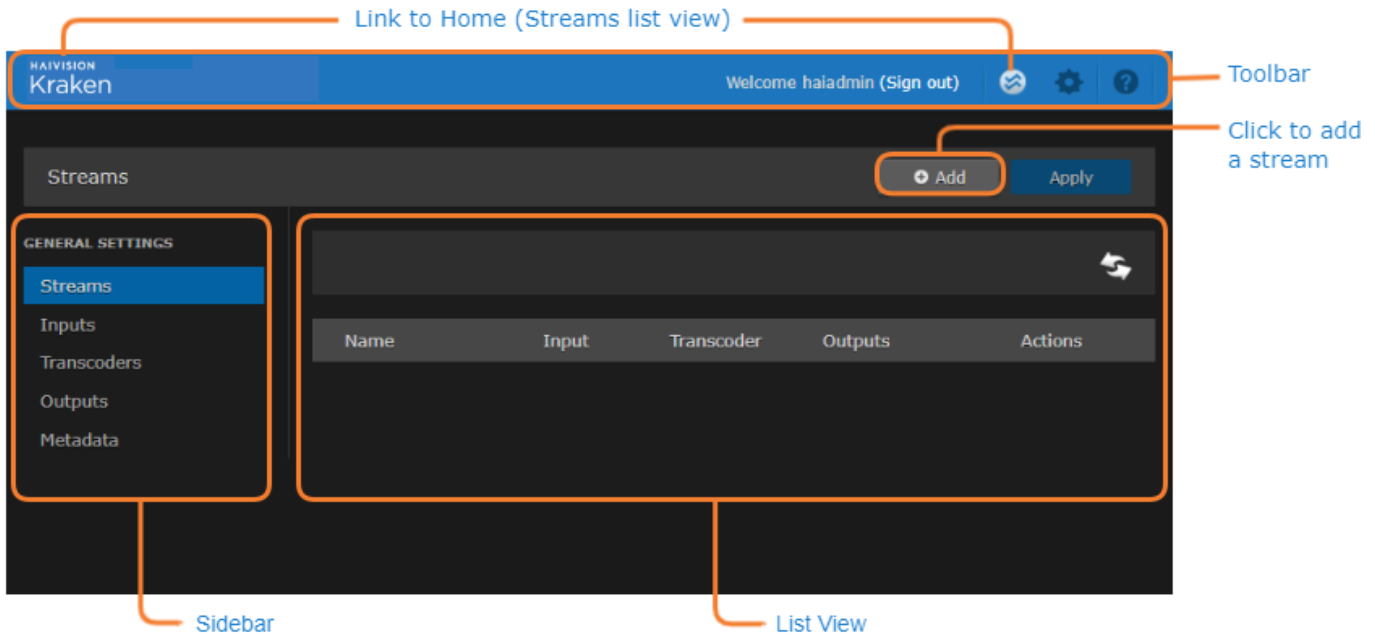 Link to Home (Streams list view)
HAIVISION
Kraken
Welcome haiadmin (Sign out)
Toolbar
Click to add
a stream
Streams
Add
Apply
GENERAL SETTINGS
Streams
Inputs
Transcoders
Outputs
Metadata
Name Input Transcoder Outputs Actions
Sidebar
List View